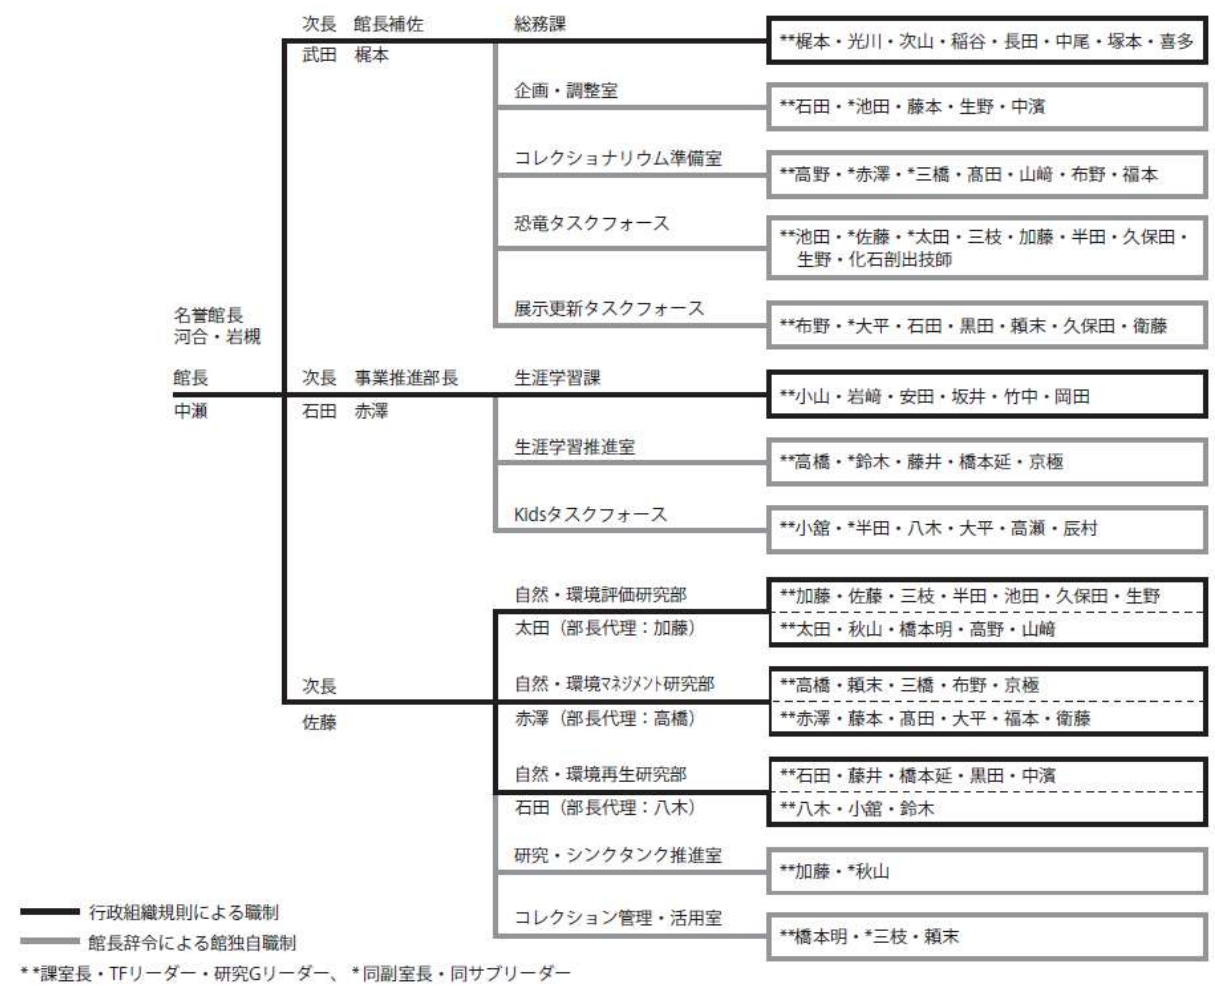 次長 館長補佐 総務課
武田 梶本
**梶本・光川・次山・稲谷・長田・中尾・塚本・喜多
企画・調整室
**石田・*池田・藤本・生野・中濱
コレクショナリウム準備室
**高野・*赤澤・*三橋・髙田・山﨑・布野・福本
恐竜タスクフォース
**池田・*佐藤・*太田・三枝・加藤・半田・久保田・
生野・化石剖出技師
展示更新タスクフォース
**布野・*大平・石田・黒田・頼末・久保田・衛藤
名誉館長
河合・岩槻
館長
中瀬
次長 事業推進部長 生涯学習課
石田 赤澤
**小山・岩﨑・安田・坂井・竹中・岡田
生涯学習推進室
**高橋・*鈴木・藤井・橋本延・京極
Kidsタスクフォース
**小舘・*半田・八木・大平・高瀬・辰村
次長
佐藤
自然・環境評価研究部
太田（部長代理：加藤）
**加藤・佐藤・三枝・半田・池田・久保田・生野
**太田・秋山・橋本明・高野・山﨑
自然・環境ﾏﾈｼﾞﾒﾝﾄ研究部
赤澤（部長代理：高橋）
**高橋・頼末・三橋・布野・京極
**赤澤・藤本・髙田・大平・福本・衛藤
自然・環境再生研究部
石田（部長代理：八木）
**石田・藤井・橋本延・黒田・中濱
**八木・小舘・鈴木
研究・シンクタンク推進室
**加藤・*秋山
コレクション管理・活用室
**橋本明・*三枝・頼末
行政組織規則による職制
館長辞令による館独自職制
**課室長・TFリーダー・研究Gリーダー、*同副室長・同サブリーダー